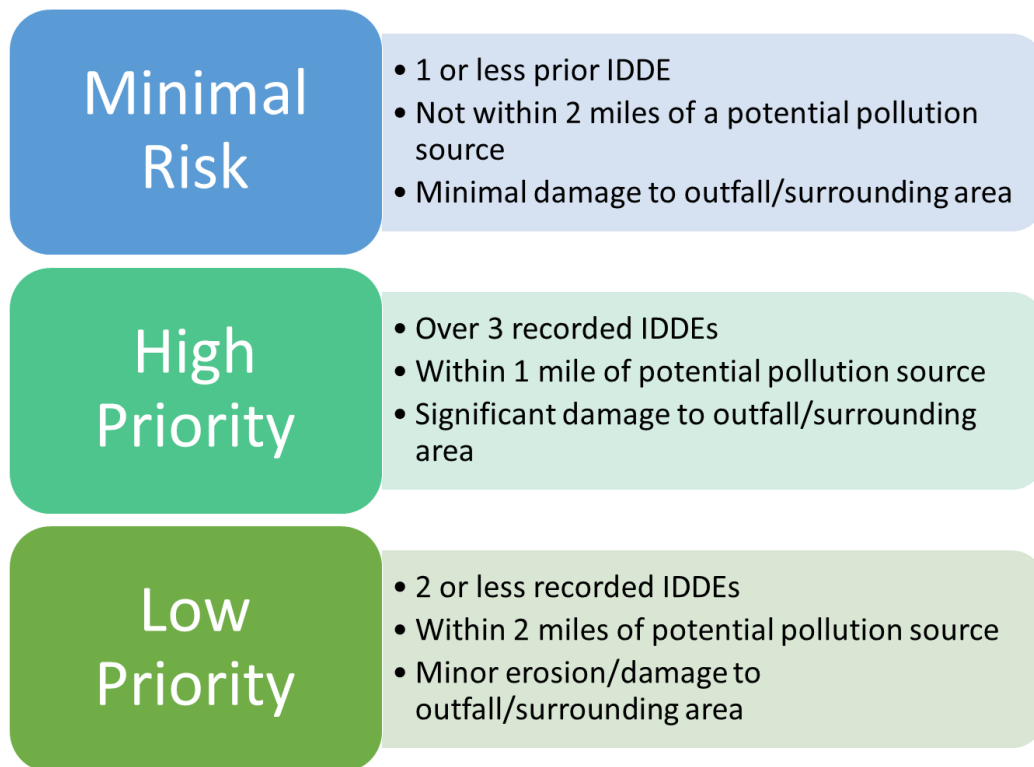 Minimal
Risk
• 1 or less prior IDDE
• Not within 2 miles of a potential pollution
source
• Minimal damage to outfall/surrounding area
High
Priority
• Over 3 recorded IDDEs
• Within 1 mile of potential pollution source
• Significant damage to outfall/surrounding
area
Low
Priority
• 2 or less recorded IDDEs
• Within 2 miles of potential pollution source
• Minor erosion/damage to
outfall/surrounding area